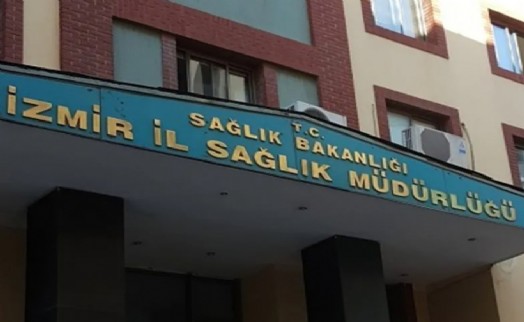 T.C.
SAĞLIK BAKANLIĞI
İZMİR İL SAĞLIK MÜDÜRLÜĞÜ